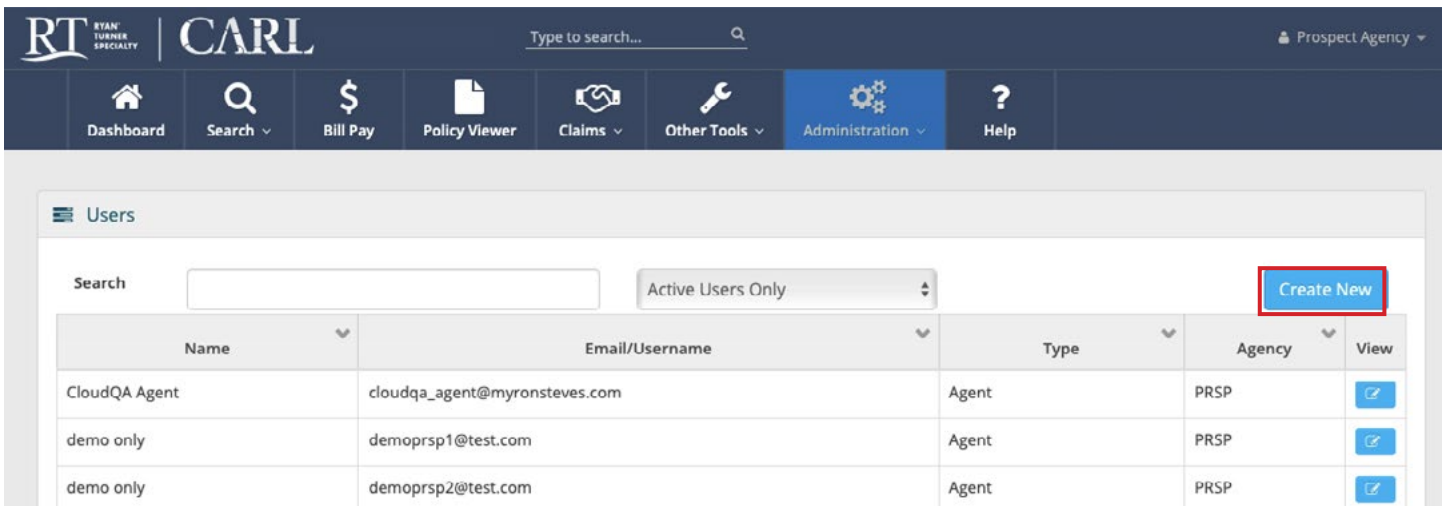 RT RYAN TURNER SPECIALTY | CARL Type to search... Prospect Agency
Dashboard Search Bill Pay Policy Viewer Claims Other Tools Administration Help
Users
Search Active Users Only Create New
Name Email/Username Type Agency View
CloudQA Agent cloudqa_agent@myronsteves.com Agent PRSP
demo only demoprsp1@test.com Agent PRSP
demo only demoprsp2@test.com Agent PRSP